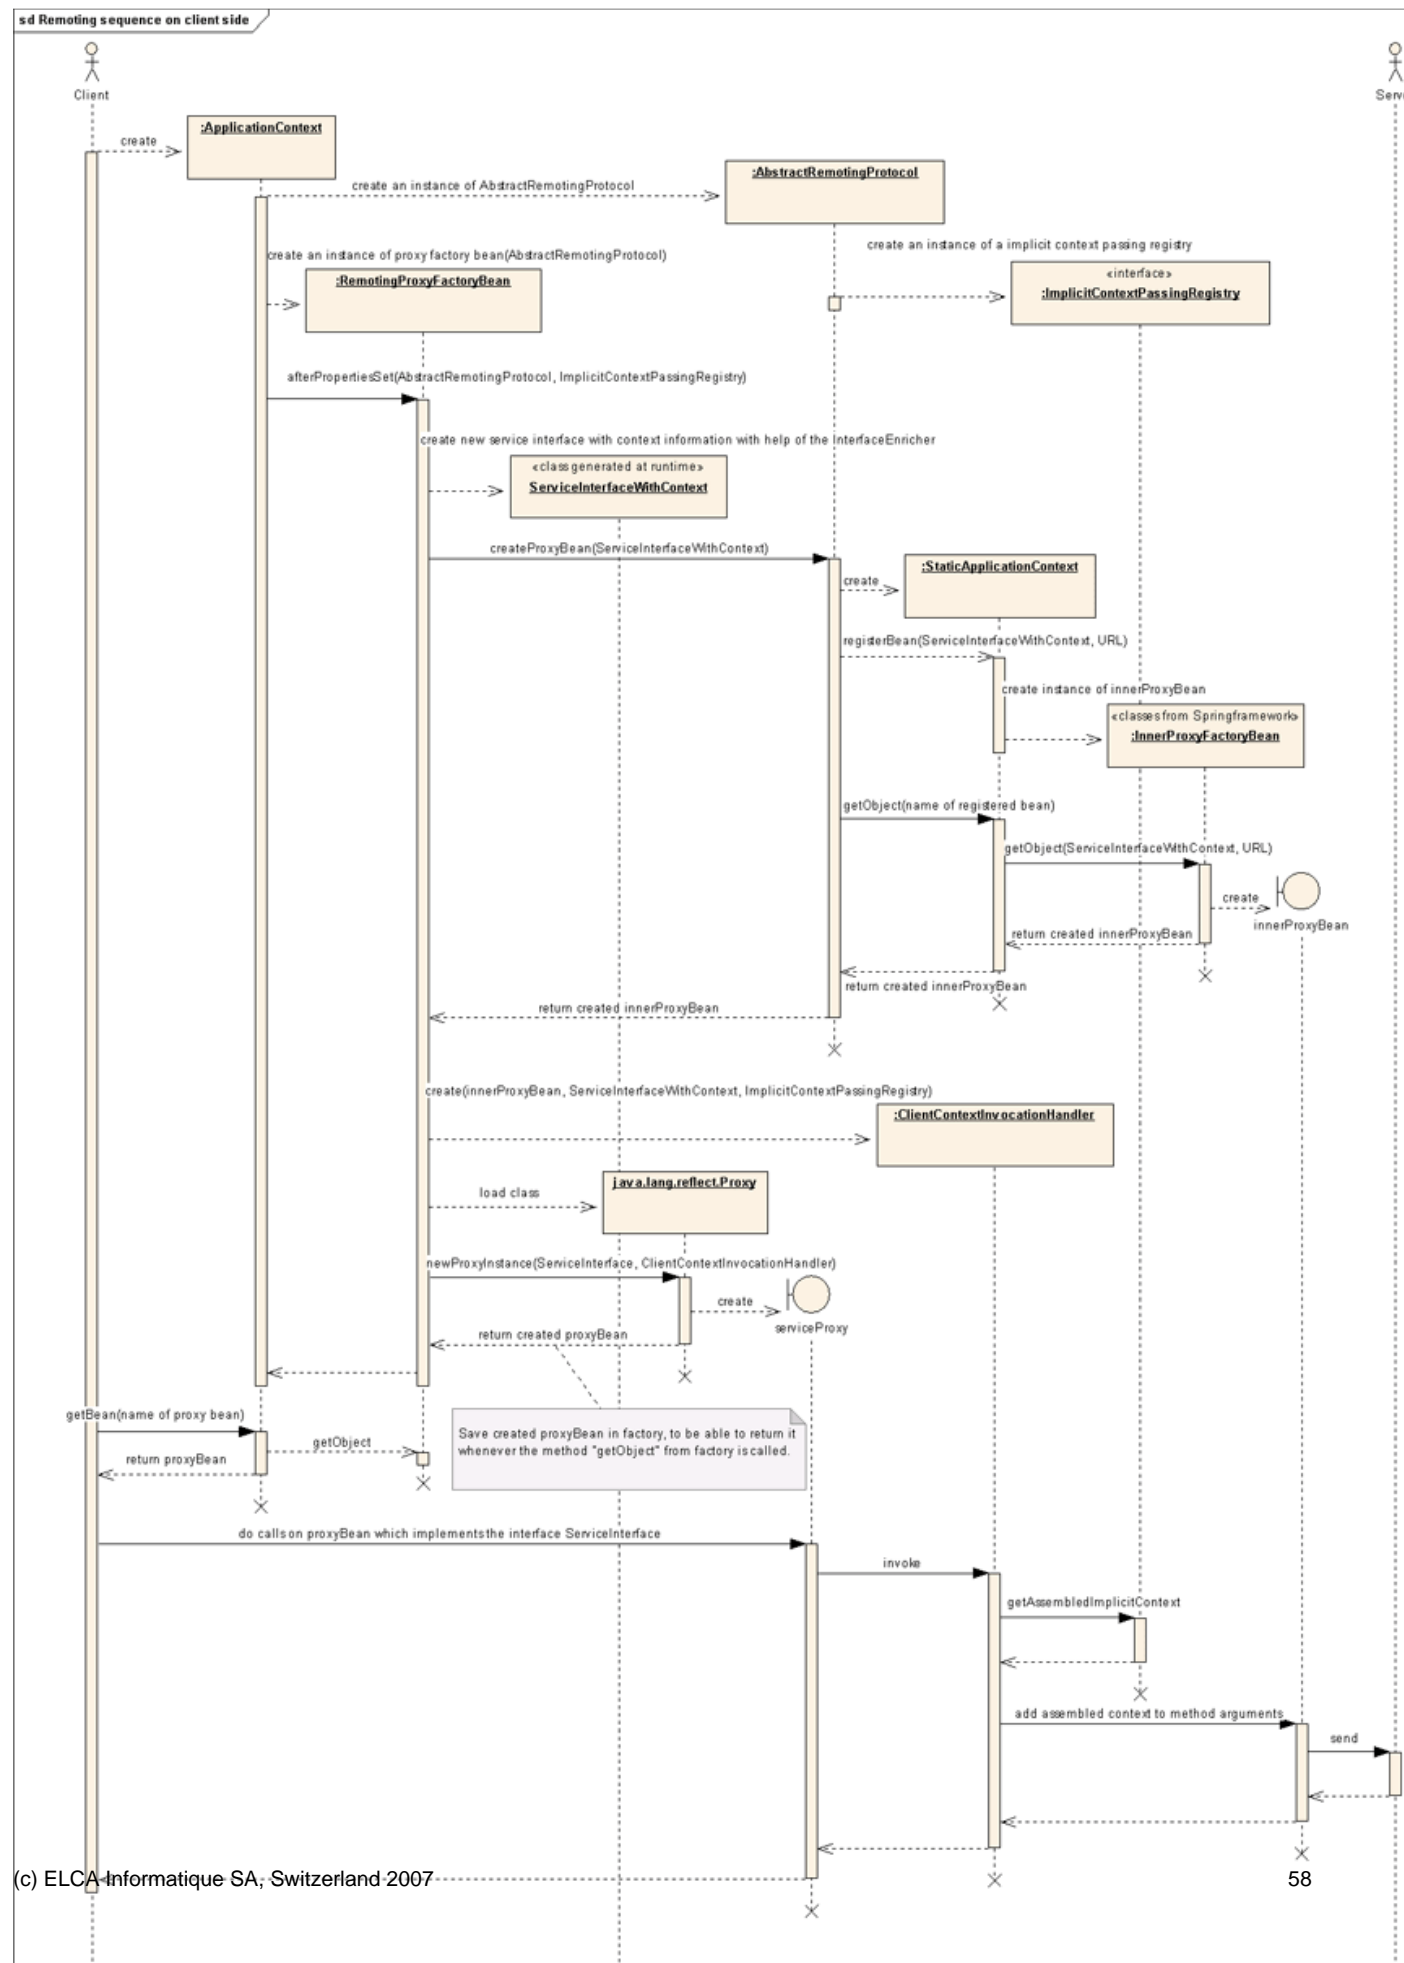 sd Remoting sequence on client side
Client
Serv
:ApplicationContext
create
:AbstractRemotingProtocol
create an instance of AbstractRemotingProtocol
create an instance of a implicit context passing registry
create an instance of proxy factory bean(AbstractRemotingProtocol)
«interface»
:ImplicitContextPassingRegistry
:RemotingProxyFactoryBean
afterPropertiesSet(AbstractRemotingProtocol, ImplicitContextPassingRegistry)
create new service interface with context information with help of the InterfaceEnricher
«class generated at runtime»
ServiceInterfaceWithContext
createProxyBean(ServiceInterfaceWithContext)
:StaticApplicationContext
create
registerBean(ServiceInterfaceWithContext, URL)
create instance of innerProxyBean
«classes from Springframework»
:InnerProxyFactoryBean
getObject(name of registered bean)
getObject(ServiceInterfaceWithContext, URL)
create
innerProxyBean
return created innerProxyBean
return created innerProxyBean
return created innerProxyBean
create(innerProxyBean, ServiceInterfaceWithContext, ImplicitContextPassingRegistry)
:ClientContextInvocationHandler
java.lang.reflect.Proxy
load class
newProxyInstance(ServiceInterface, ClientContextInvocationHandler)
create
serviceProxy
return created proxyBean
getBean(name of proxy bean)
Save created proxyBean in factory, to be able to return it
whenever the method "getObject" from factory is called.
getObject
return proxyBean
do calls on proxyBean which implements the interface ServiceInterface
invoke
getAssembledImplicitContext
add assembled context to method arguments
send
(c) ELCA Informatique SA, Switzerland 2007
58